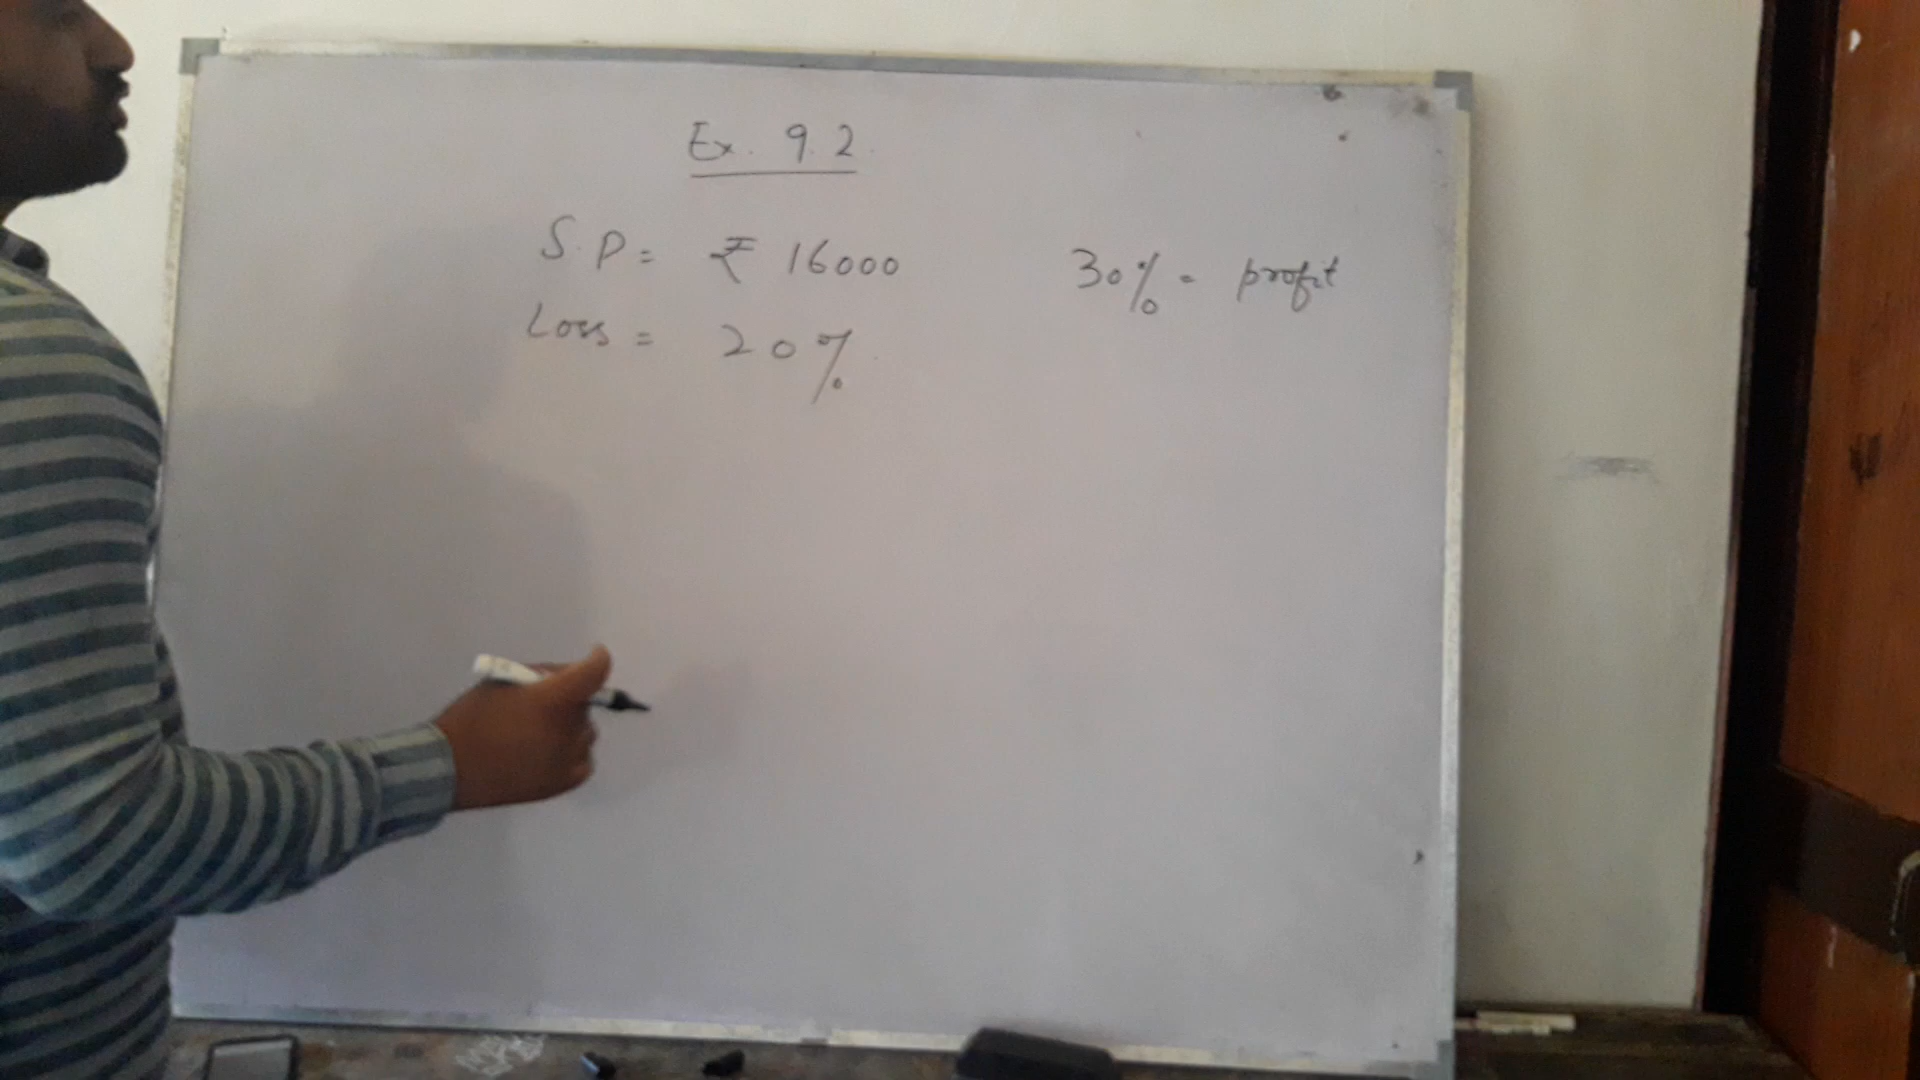 Ex. 9.2
S.P = ₹ 16000
Loss = 20%
30% = profit